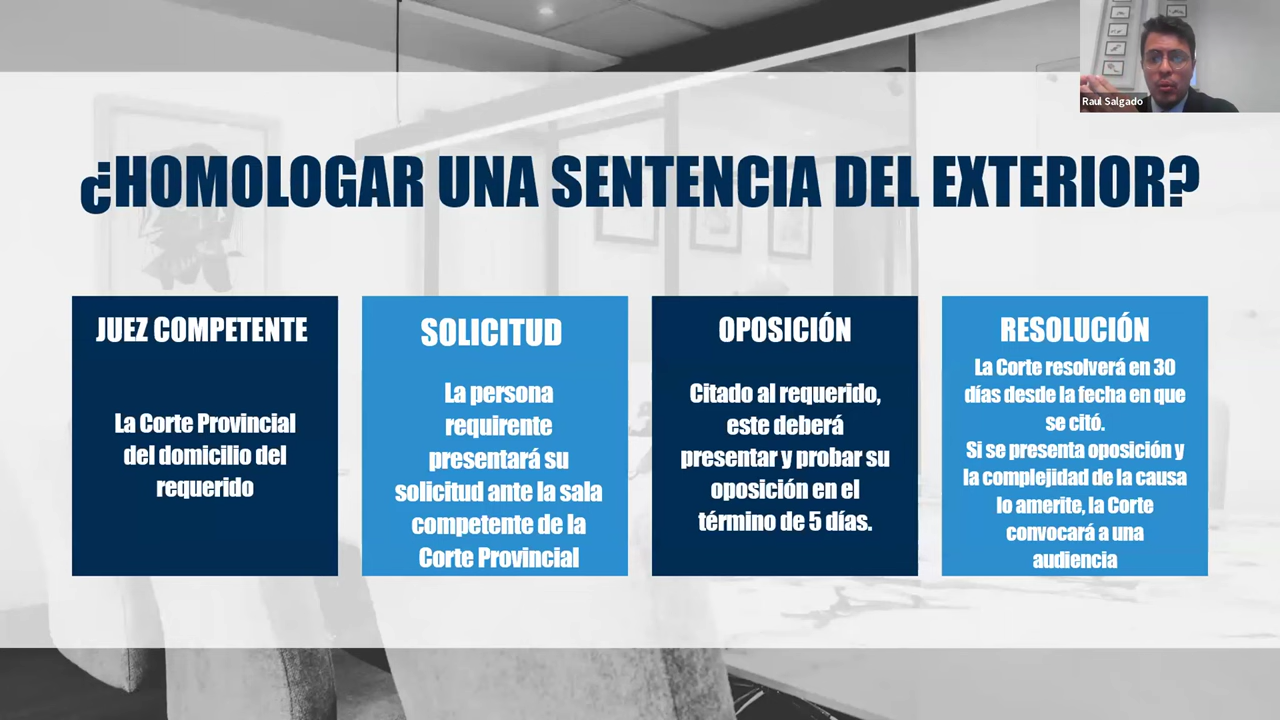 Raul Salgado
¿HOMOLOGAR UNA SENTENCIA DEL EXTERIOR?
JUEZ COMPETENTE
La Corte Provincial
del domicilio del
requerido
SOLICITUD
La persona
requirente
presentará su
solicitud ante la sala
competente de la
Corte Provincial
OPOSICIÓN
Citado al requerido,
este deberá
presentar y probar su
oposición en el
término de 5 días.
RESOLUCIÓN
La Corte resolverá en 30
días desde la fecha en que
se citó.
Si se presenta oposición y
la complejidad de la causa
lo amerite, la Corte
convocará a una
audiencia